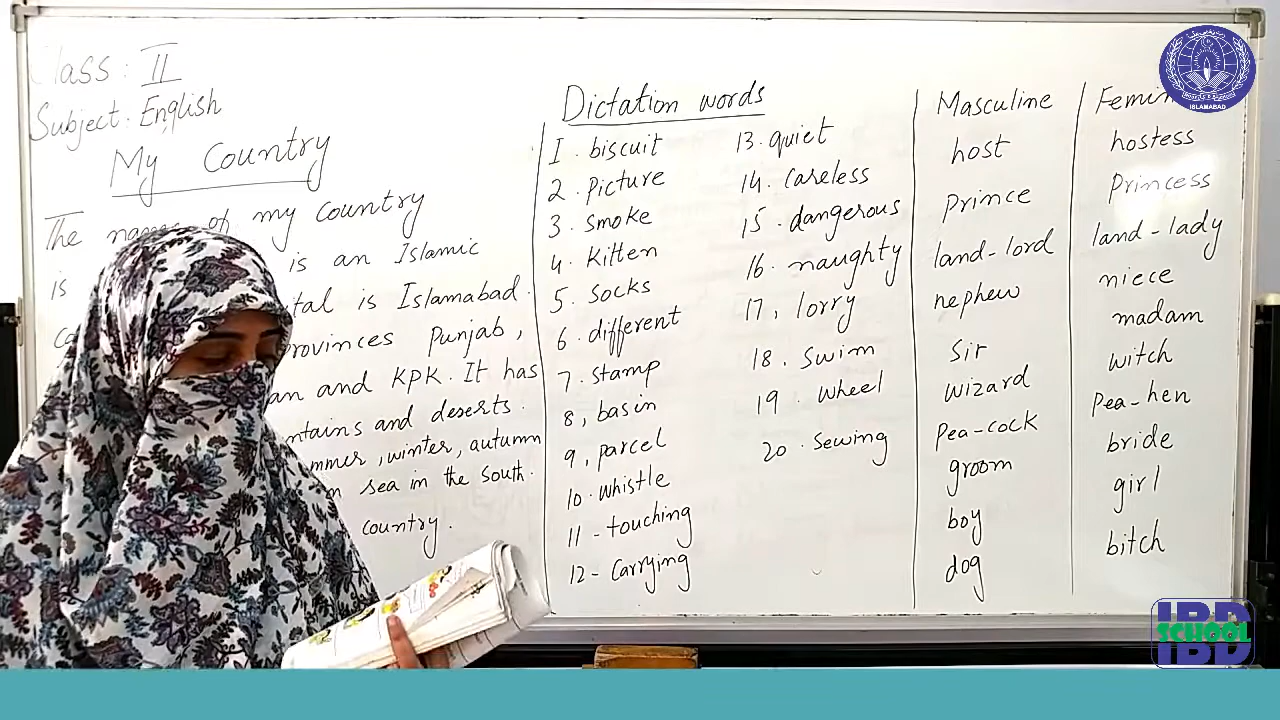 Class : II
Subject : English
My Country
The name of my country
is is an Islamic
tal is Islamabad.
rovinces Punjab,
an and KPK. It has
ntains and deserts.
mmer, winter, autumn
sea in the south.
country.
Dictation words
1. biscuit
2. Picture
3. Smoke
4. Kitten
5. Socks
6. different
7. Stamp
8, basin
9, parcel
10. whistle
11 - touching
12 - Carrying
13. quiet
14. Careless
15. dangerous
16. naughty
17, lorry
18. Swim
19. wheel
20. Sewing
Masculine
host
Prince
land-lord
nephew
Sir
wizard
Pea-cock
groom
boy
dog
Femin
hostess
Princess
land-lady
niece
madam
witch
Pea-hen
bride
girl
bitch
ISLAMABAD
IBD
SCHOOL
IBD